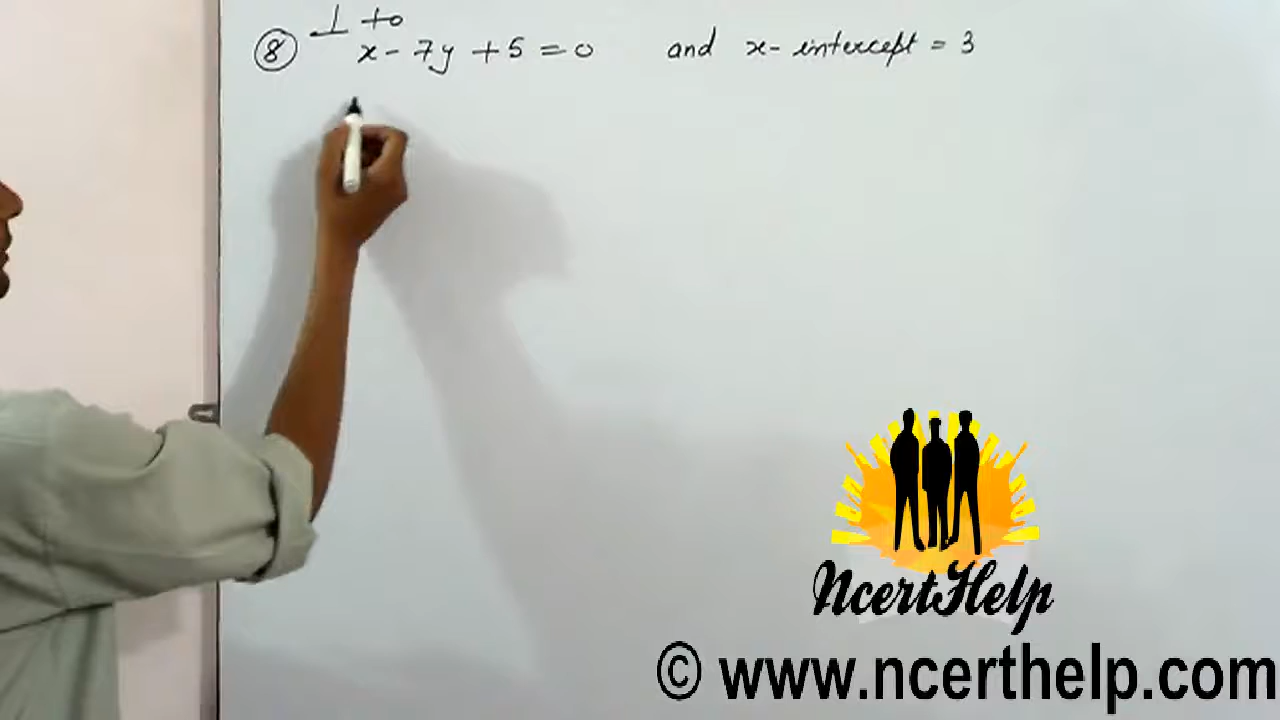 ⊥ to
⑧ x - 7y + 5 = 0 and x- intercept = 3
NcertHelp
© www.ncerthelp.com